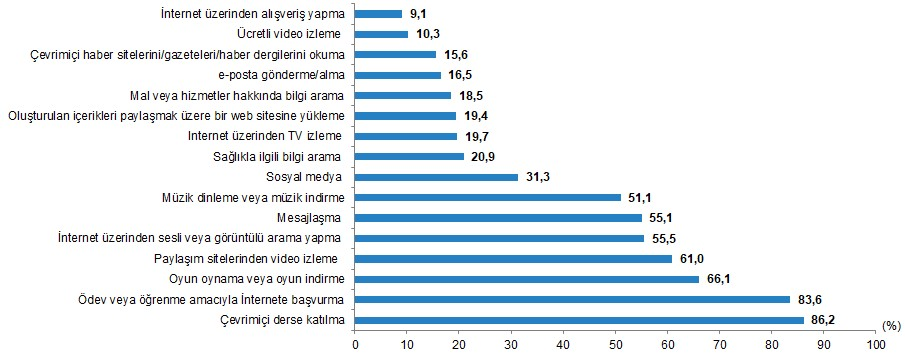 İnternet üzerinden alışveriş yapma 9,1
Ücretli video izleme 10,3
Çevrimiçi haber sitelerini/gazeteleri/haber dergilerini okuma 15,6
e-posta gönderme/alma 16,5
Mal veya hizmetler hakkında bilgi arama 18,5
Oluşturulan içerikleri paylaşmak üzere bir web sitesine yükleme 19,4
Internet üzerinden TV izleme 19,7
Sağlıkla ilgili bilgi arama 20,9
Sosyal medya 31,3
Müzik dinleme veya müzik indirme 51,1
Mesajlaşma 55,1
İnternet üzerinden sesli veya görüntülü arama yapma 55,5
Paylaşım sitelerinden video izleme 61,0
Oyun oynama veya oyun indirme 66,1
Ödev veya öğrenme amacıyla İnternete başvurma 83,6
Çevrimiçi derse katılma 86,2
(%)
0 10 20 30 40 50 60 70 80 90 100